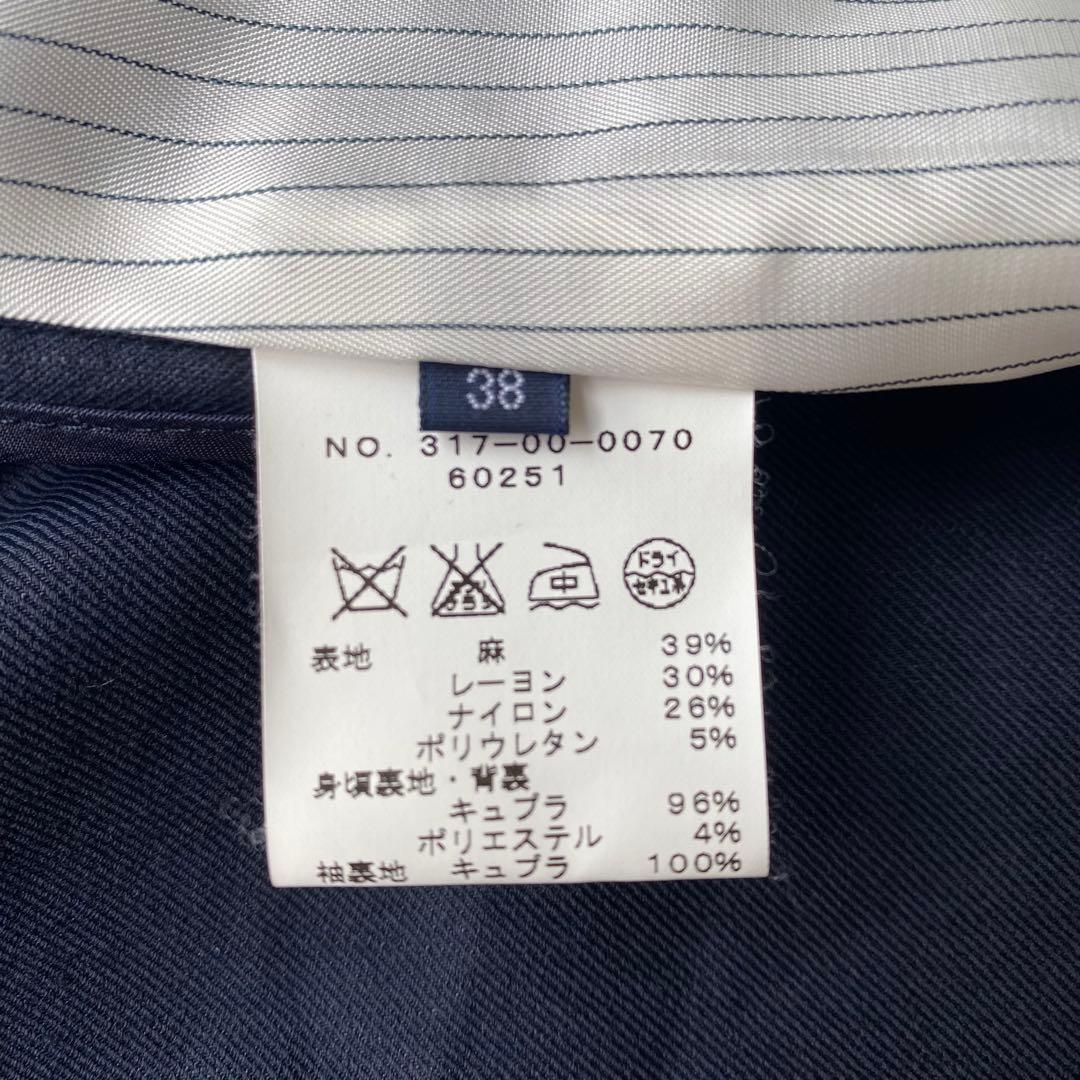 38
NO. 317-00-0070
60251
中 ドライ
セキユ系
表地 麻 39%
レーヨン 30%
ナイロン 26%
ポリウレタン 5%
身頃裏地・背裏
キュプラ 96%
ポリエステル 4%
袖裏地 キュプラ 100%